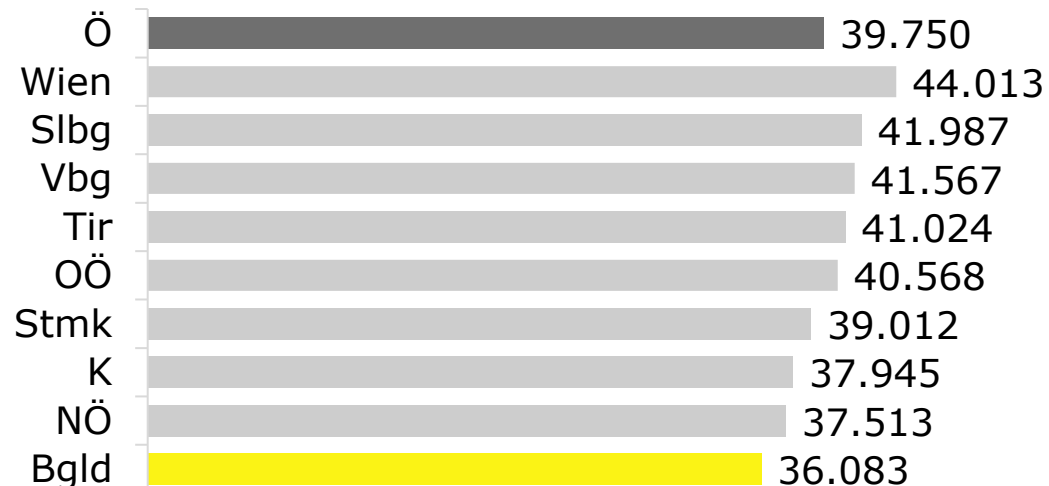 Ö 39.750
Wien 44.013
Slbg 41.987
Vbg 41.567
Tir 41.024
OÖ 40.568
Stmk 39.012
K 37.945
NÖ 37.513
Bgld 36.083